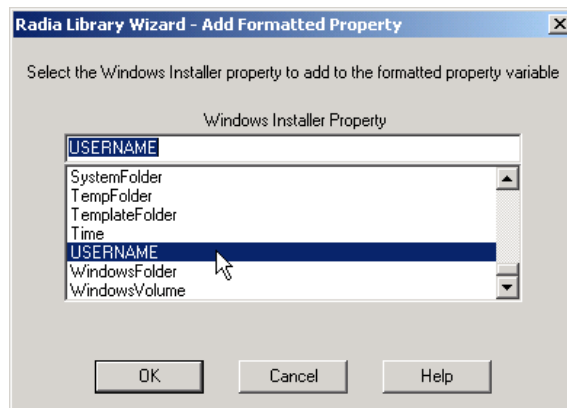 Radia Library Wizard - Add Formatted Property
Select the Windows Installer property to add to the formatted property variable
Windows Installer Property
USERNAME
SystemFolder
TempFolder
TemplateFolder
Time
USERNAME
WindowsFolder
WindowsVolume
OK Cancel Help